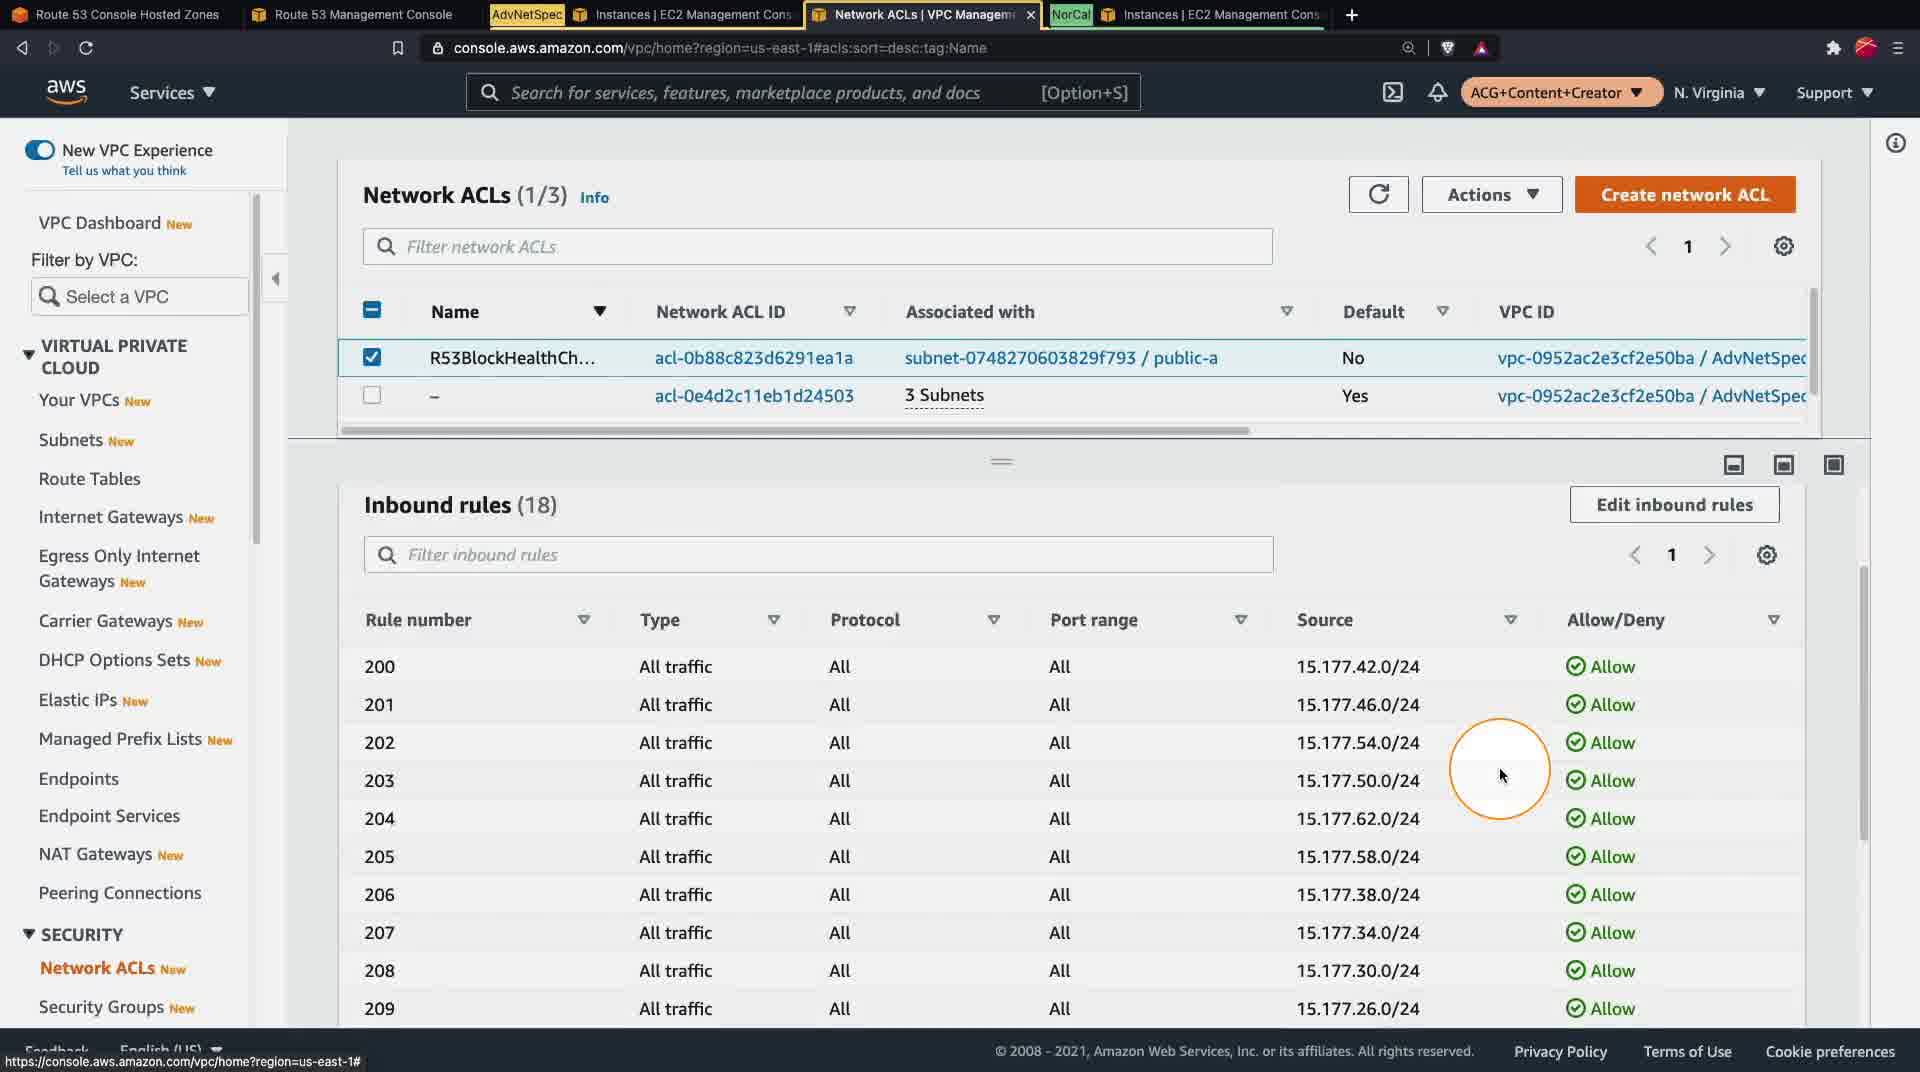 Route 53 Console Hosted Zones
Route 53 Management Console
AdvNetSpec
Instances | EC2 Management Cons
Network ACLs | VPC Managem
NorCal
Instances | EC2 Management Cons
console.aws.amazon.com/vpc/home?region=us-east-1#acls:sort=desc:tag:Name
aws
Services
Search for services, features, marketplace products, and docs
[Option+S]
ACG+Content+Creator
N. Virginia
Support
New VPC Experience
Tell us what you think
VPC Dashboard New
Filter by VPC:
Select a VPC
VIRTUAL PRIVATE
CLOUD
Your VPCs New
Subnets New
Route Tables
Internet Gateways New
Egress Only Internet
Gateways New
Carrier Gateways New
DHCP Options Sets New
Elastic IPs New
Managed Prefix Lists New
Endpoints
Endpoint Services
NAT Gateways New
Peering Connections
SECURITY
Network ACLs New
Security Groups New
Network ACLs (1/3) Info
Actions
Create network ACL
Filter network ACLs
1
Name Network ACL ID Associated with Default VPC ID
R53BlockHealthCh... acl-0b88c823d6291ea1a subnet-0748270603829f793 / public-a No vpc-0952ac2e3cf2e50ba / AdvNetSpec
– acl-0e4d2c11eb1d24503 3 Subnets Yes vpc-0952ac2e3cf2e50ba / AdvNetSpec
Inbound rules (18)
Edit inbound rules
Filter inbound rules
1
Rule number Type Protocol Port range Source Allow/Deny
200 All traffic All All 15.177.42.0/24 Allow
201 All traffic All All 15.177.46.0/24 Allow
202 All traffic All All 15.177.54.0/24 Allow
203 All traffic All All 15.177.50.0/24 Allow
204 All traffic All All 15.177.62.0/24 Allow
205 All traffic All All 15.177.58.0/24 Allow
206 All traffic All All 15.177.38.0/24 Allow
207 All traffic All All 15.177.34.0/24 Allow
208 All traffic All All 15.177.30.0/24 Allow
209 All traffic All All 15.177.26.0/24 Allow
Feedback English (US)
https://console.aws.amazon.com/vpc/home?region=us-east-1#
© 2008 - 2021, Amazon Web Services, Inc. or its affiliates. All rights reserved.
Privacy Policy
Terms of Use
Cookie preferences